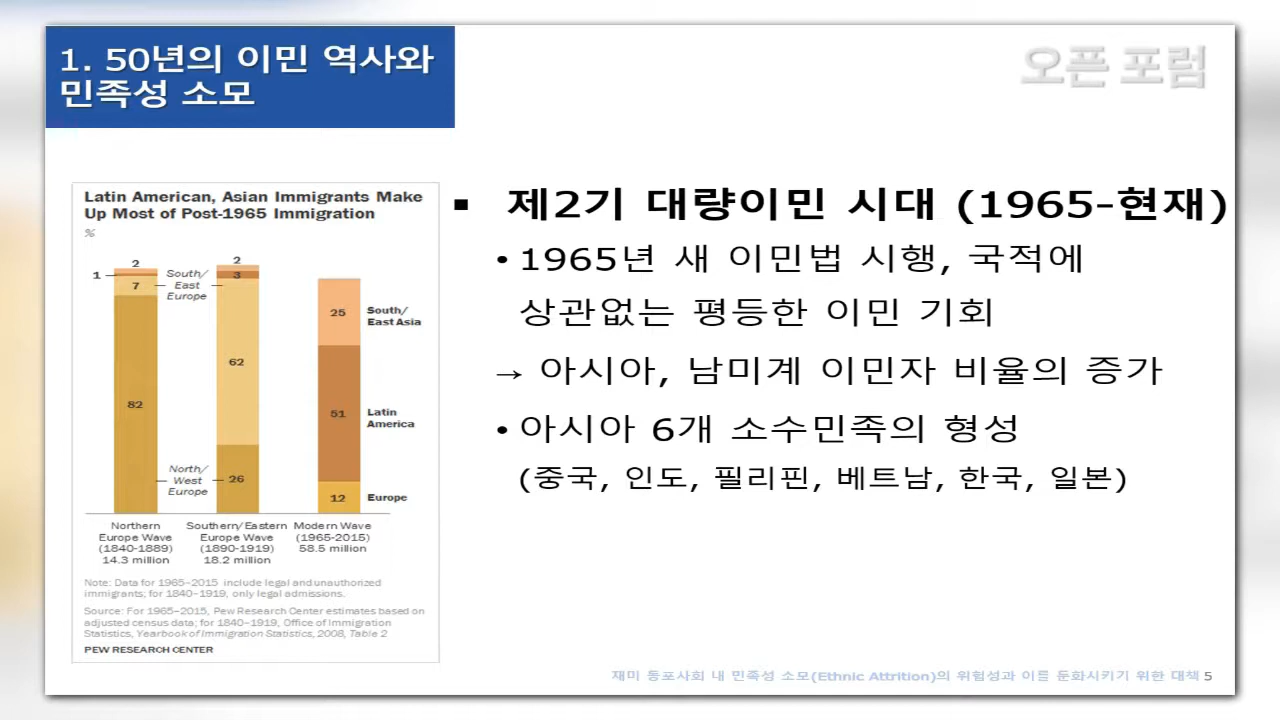 1. 50년의 이민 역사와
민족성 소모
오픈 포럼
Latin American, Asian Immigrants Make
Up Most of Post-1965 Immigration
%
2
1
7
South/
East
Europe
82
North/
West
Europe
2
3
62
26
25
South/
East Asia
51
Latin
America
12
Europe
Northern
Europe Wave
(1840-1889)
14.3 million
Southern/Eastern
Europe Wave
(1890-1919)
18.2 million
Modern Wave
(1965-2015)
58.5 million
Note: Data for 1965–2015 include legal and unauthorized
immigrants; for 1840–1919, only legal admissions.
Source: For 1965–2015, Pew Research Center estimates based on
adjusted census data; for 1840–1919, Office of Immigration
Statistics, Yearbook of Immigration Statistics, 2008, Table 2
PEW RESEARCH CENTER
▪ 제2기 대량이민 시대 (1965-현재)
• 1965년 새 이민법 시행, 국적에
상관없는 평등한 이민 기회
→ 아시아, 남미계 이민자 비율의 증가
• 아시아 6개 소수민족의 형성
(중국, 인도, 필리핀, 베트남, 한국, 일본)
재미 동포사회 내 민족성 소모(Ethnic Attrition)의 위험성과 이를 둔화시키기 위한 대책 5